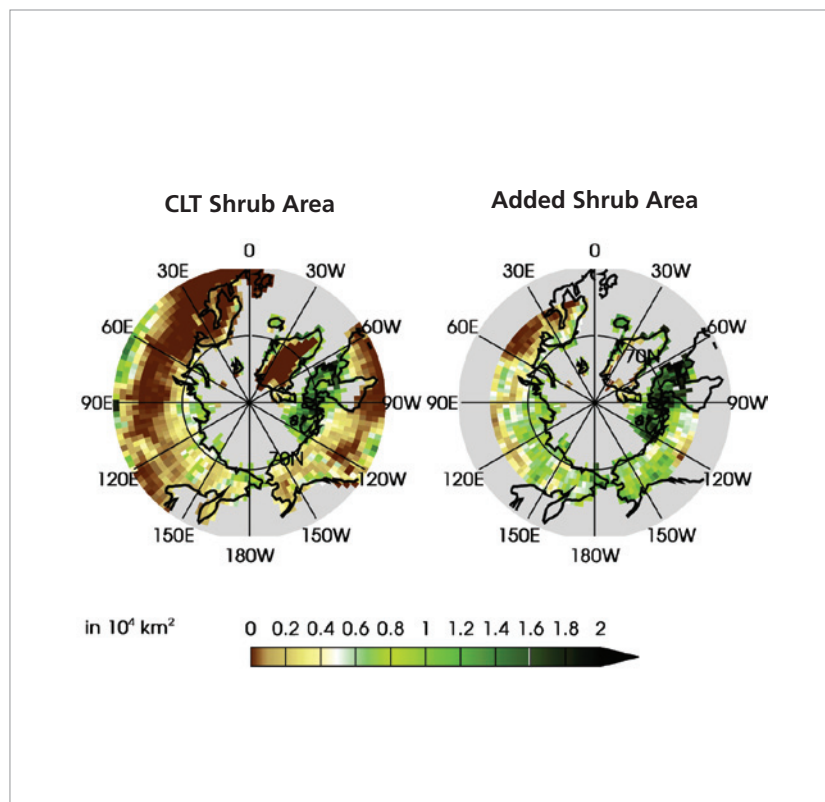 CLT Shrub Area
Added Shrub Area
0
30E
30W
60E
60W
90E
90W
120E
120W
150E
150W
180W
70N
0
30E
30W
60E
60W
70N
90E
90W
120E
120W
150E
150W
180W
in 10⁴ km²
0 0.2 0.4 0.6 0.8 1 1.2 1.4 1.6 1.8 2